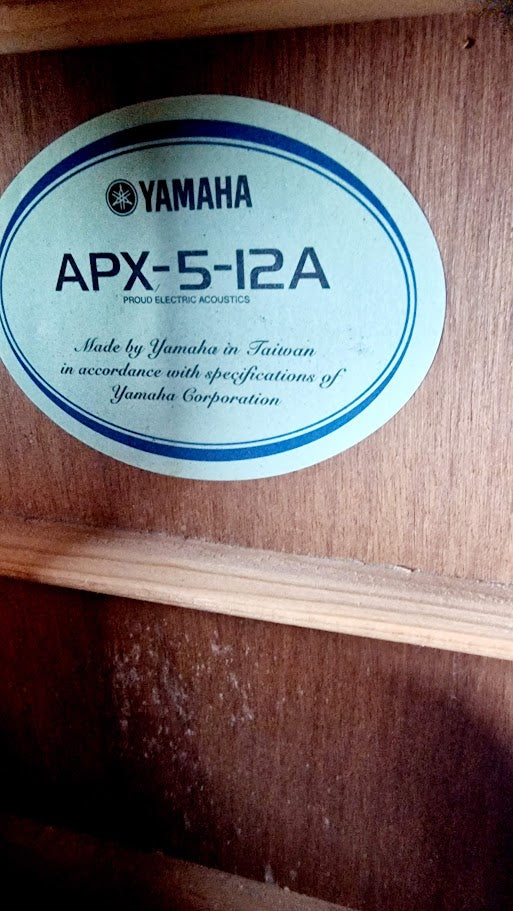 YAMAHA
APX-5-12A
PROUD ELECTRIC ACOUSTICS
Made by Yamaha in Taiwan
in accordance with specifications of
Yamaha Corporation